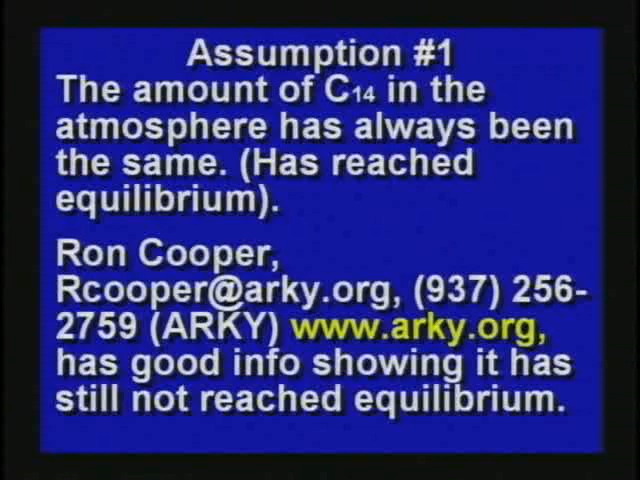 Assumption #1
The amount of C14 in the
atmosphere has always been
the same. (Has reached
equilibrium).
Ron Cooper,
Rcooper@arky.org, (937) 256-
2759 (ARKY) www.arky.org,
has good info showing it has
still not reached equilibrium.